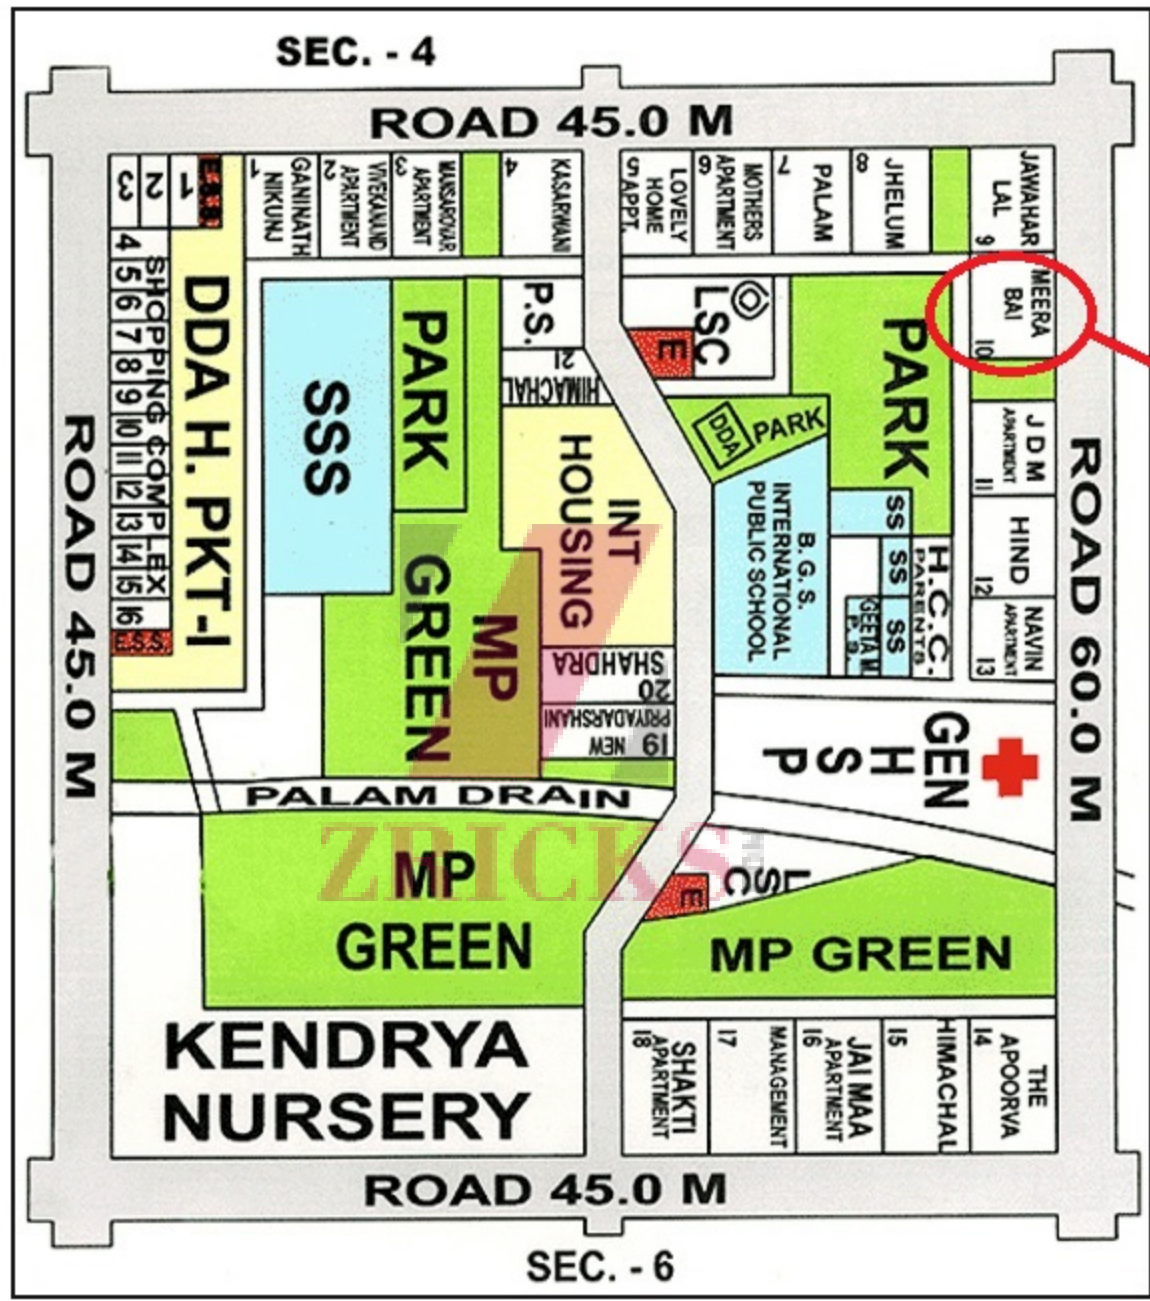 SEC. - 4
ROAD 45.0 M
3
2
1
E.S.S
1
GANINATH
NIKUNJ
2
VIVEKANAND
APARTMENT
3
MANSAROVAR
APARTMENT
4
KASARWANI
5
LOVELY
HOME
APPT.
6
MOTHERS
APARTMENT
7
PALAM
8
JHELUM
JAWAHAR
LAL
9
MEERA
BAI
10
4
5
6
7
8
9
10
11
12
13
14
15
16
E.S.S.
SHOPPING COMPLEX
DDA H. PKT-I
SSS
PARK
P.S.
21
HIMACHAL
LSC
E
PARK
DDA
PARK
INT
HOUSING
MP
GREEN
B. G. S.
INTERNATIONAL
PUBLIC SCHOOL
SS
SS
SS
GEETA M.
P. S.
H.C.C.
PARENTS
J D M
APARTMENT
11
HIND
12
NAVIN
APARTMENT
13
ROAD 45.0 M
ROAD 60.0 M
SHAHDRA
20
PRIYADARSHANI
NEW 19
GEN
HSP
PALAM DRAIN
ZRICKS
MP
GREEN
LSC
E
MP GREEN
KENDRYA
NURSERY
18
SHAKTI
APARTMENT
17
MANAGEMENT
16
JAI MAA
APARTMENT
15
HIMACHAL
14
THE
APOORVA
ROAD 45.0 M
SEC. - 6